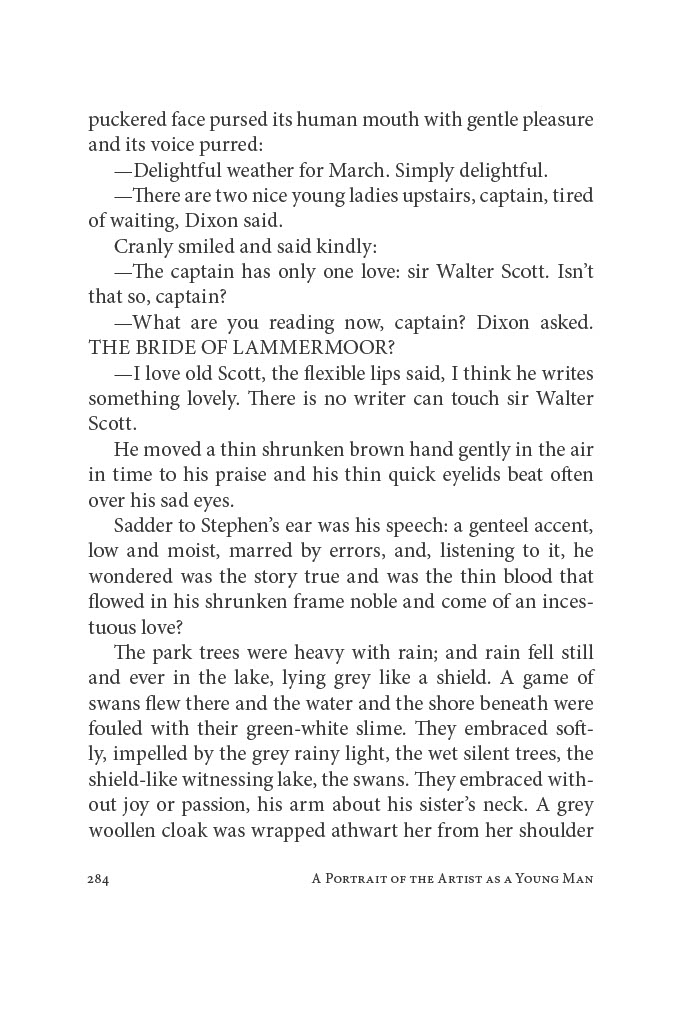 puckered face pursed its human mouth with gentle pleasure
and its voice purred:
—Delightful weather for March. Simply delightful.
—There are two nice young ladies upstairs, captain, tired
of waiting, Dixon said.
Cranly smiled and said kindly:
—The captain has only one love: sir Walter Scott. Isn’t
that so, captain?
—What are you reading now, captain? Dixon asked.
THE BRIDE OF LAMMERMOOR?
—I love old Scott, the flexible lips said, I think he writes
something lovely. There is no writer can touch sir Walter
Scott.
He moved a thin shrunken brown hand gently in the air
in time to his praise and his thin quick eyelids beat often
over his sad eyes.
Sadder to Stephen’s ear was his speech: a genteel accent,
low and moist, marred by errors, and, listening to it, he
wondered was the story true and was the thin blood that
flowed in his shrunken frame noble and come of an inces-
tuous love?
The park trees were heavy with rain; and rain fell still
and ever in the lake, lying grey like a shield. A game of
swans flew there and the water and the shore beneath were
fouled with their green-white slime. They embraced soft-
ly, impelled by the grey rainy light, the wet silent trees, the
shield-like witnessing lake, the swans. They embraced with-
out joy or passion, his arm about his sister’s neck. A grey
woollen cloak was wrapped athwart her from her shoulder
284 A Portrait of the Artist as a Young Man